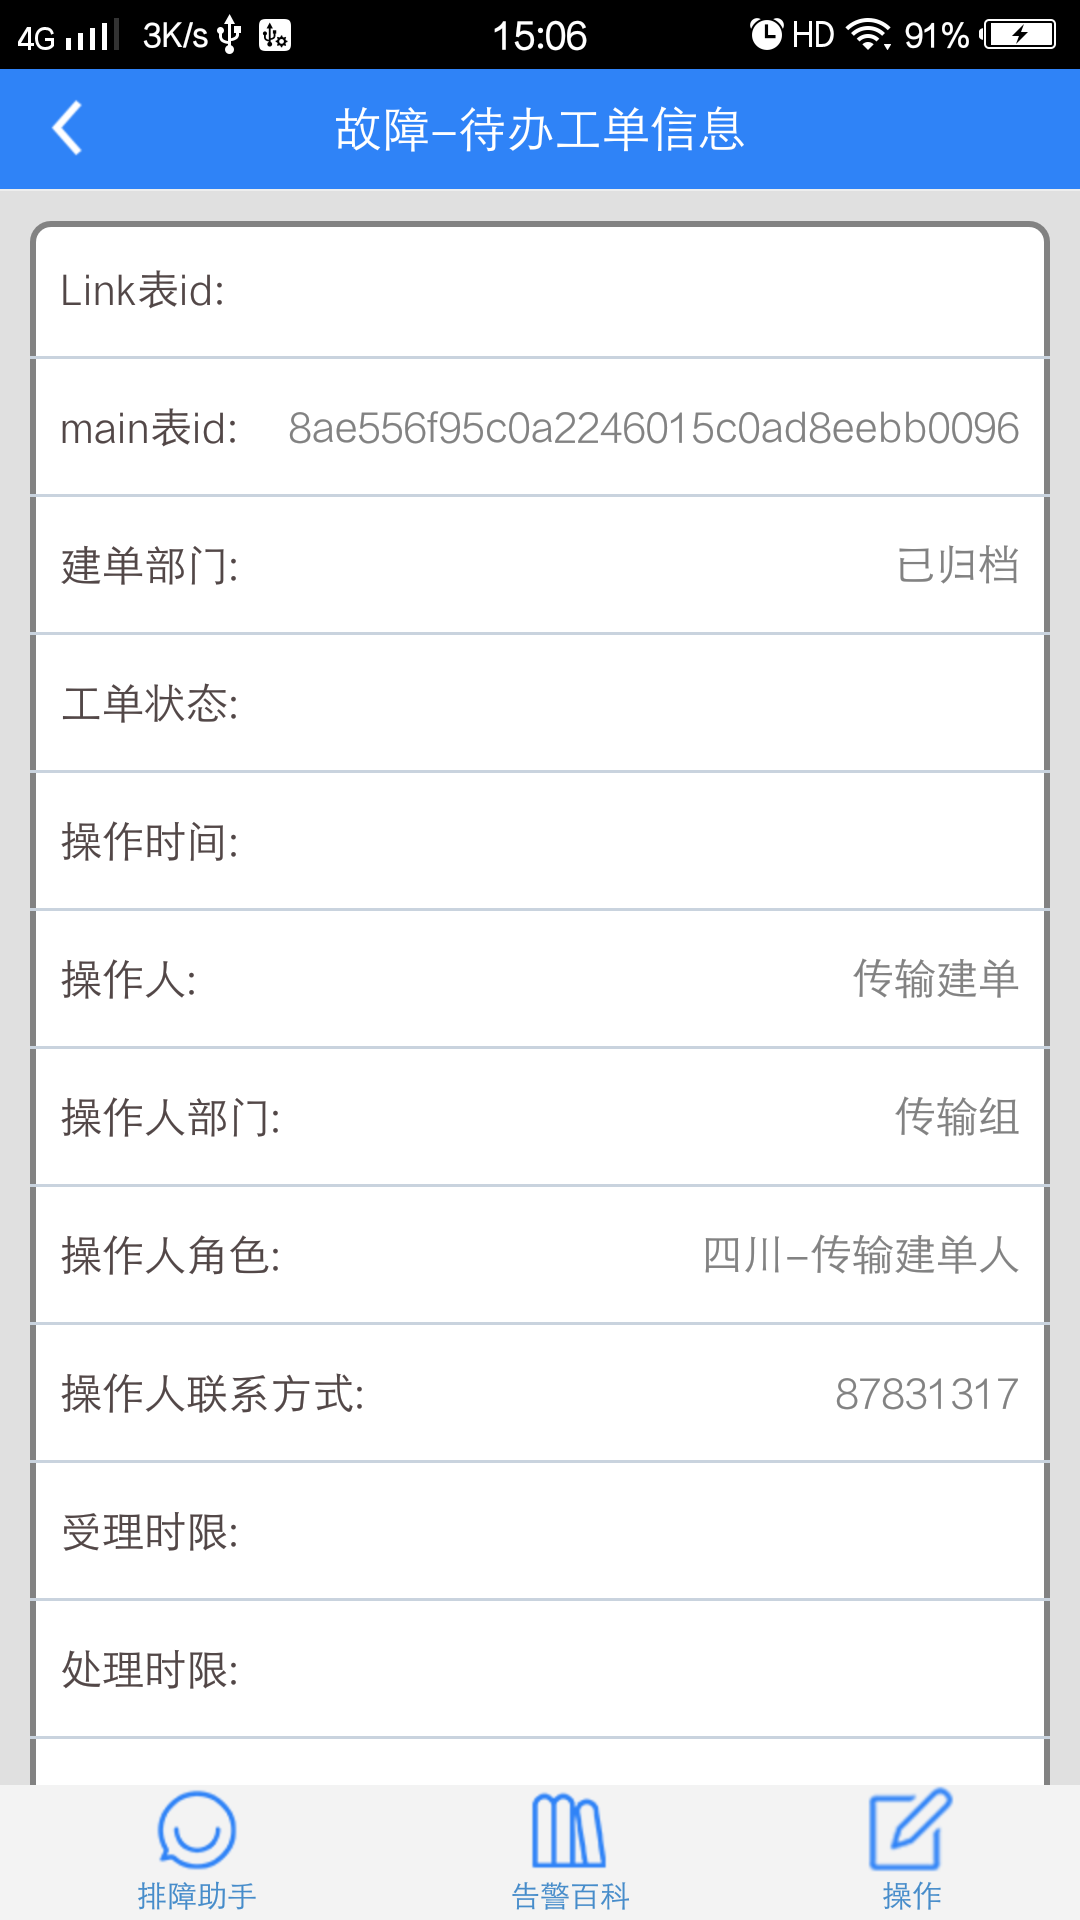 4G 3K/s 15:06 HD 91%
故障-待办工单信息
Link表id:
main表id: 8ae556f95c0a2246015c0ad8eebb0096
建单部门: 已归档
工单状态:
操作时间:
操作人: 传输建单
操作人部门: 传输组
操作人角色: 四川-传输建单人
操作人联系方式: 87831317
受理时限:
处理时限:
排障助手 告警百科 操作